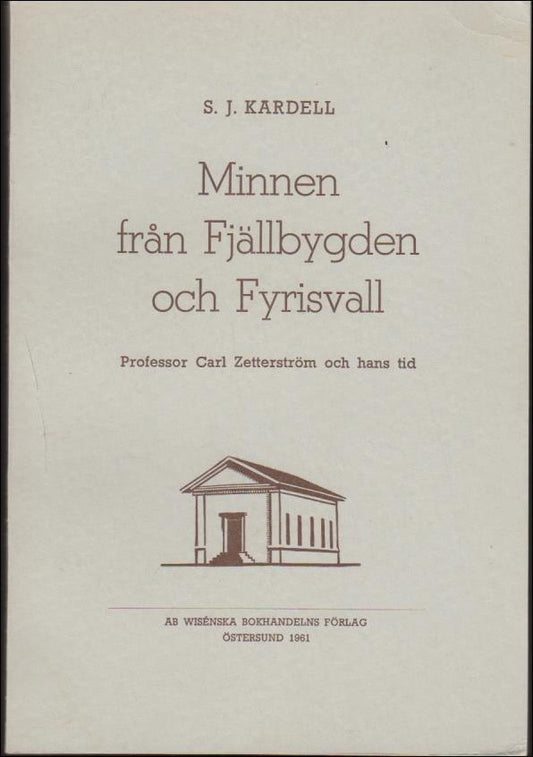 S. J. KARDELL
Minnen
från Fjällbygden
och Fyrisvall
Professor Carl Zetterström och hans tid
AB WISÉNSKA BOKHANDELNS FÖRLAG
ÖSTERSUND 1961